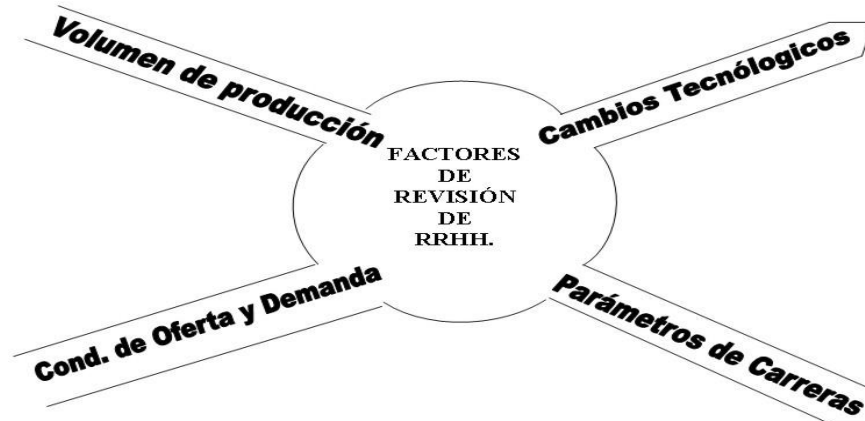 Volumen de producción
Cambios Tecnólogicos
FACTORES
DE
REVISIÓN
DE
RRHH.
Cond. de Oferta y Demanda
Parámetros de Carreras